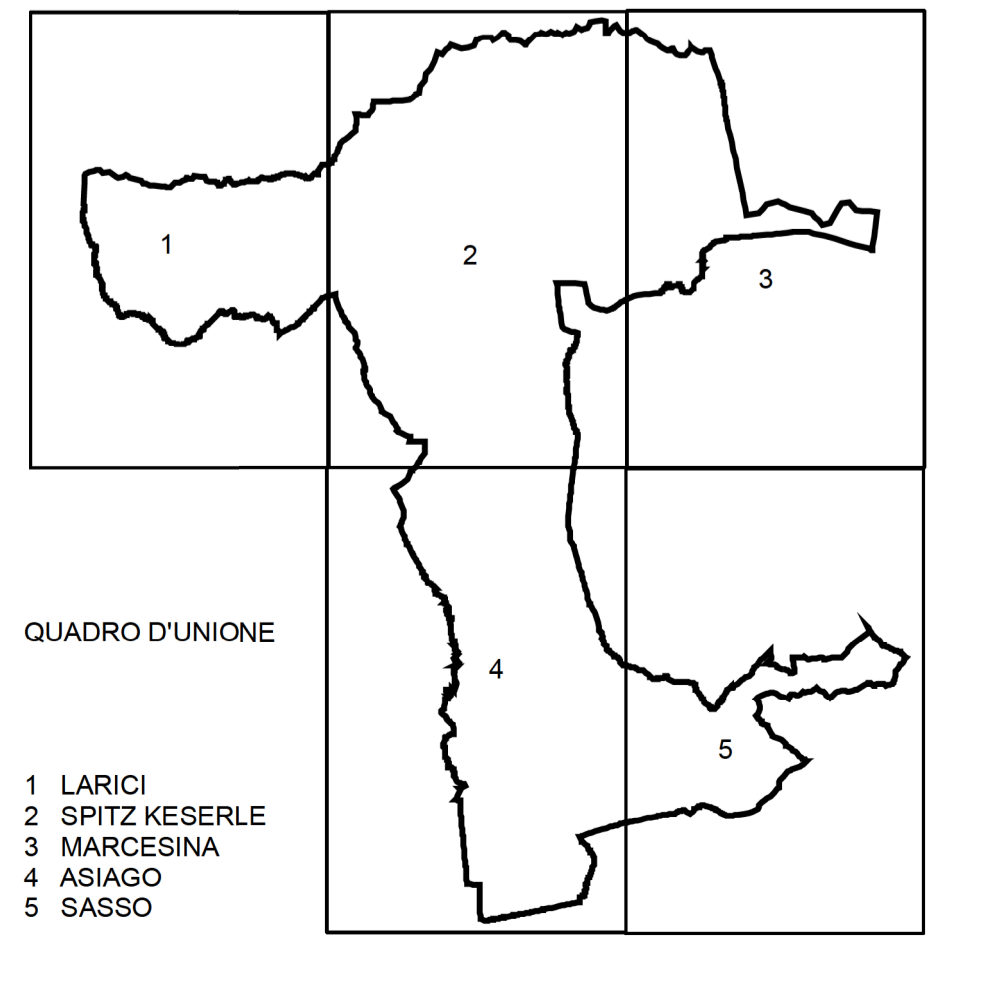 1
2
3
QUADRO D'UNIONE
4
5
1 LARICI
2 SPITZ KESERLE
3 MARCESINA
4 ASIAGO
5 SASSO